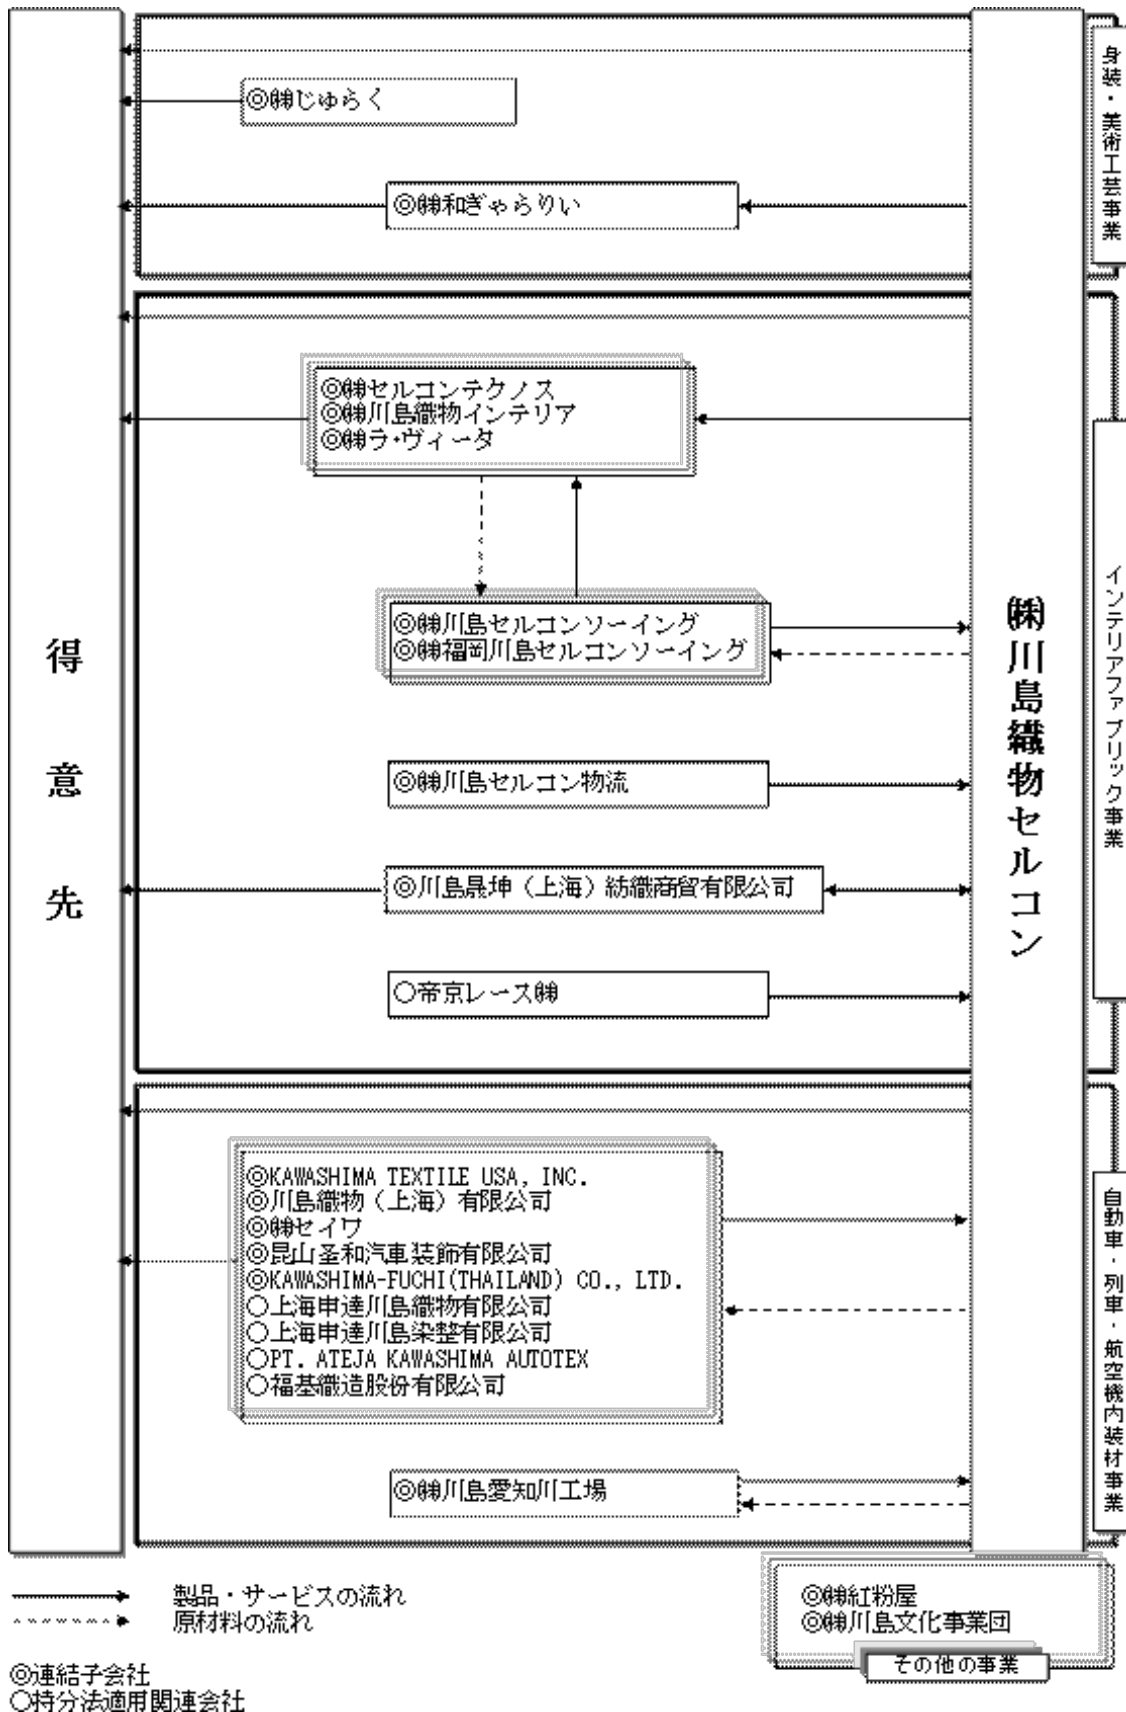 得意先
㈱川島織物セルコン
身装・美術工芸事業
◎㈱じゅらく
◎㈱和ぎゃらりい
インテリアファブリック事業
◎㈱セルコンテクノス
◎㈱川島織物インテリア
◎㈱ラ・ヴィータ
◎㈱川島セルコンソーイング
◎㈱福岡川島セルコンソーイング
◎㈱川島セルコン物流
◎川島晟坤（上海）紡織商貿有限公司
○帝京レース㈱
自動車・列車・航空機内装材事業
◎KAWASHIMA TEXTILE USA, INC.
◎川島織物（上海）有限公司
◎㈱セイワ
◎昆山圣和汽車装飾有限公司
◎KAWASHIMA-FUCHI(THAILAND) CO., LTD.
○上海申達川島織物有限公司
○上海申達川島染整有限公司
○PT. ATEJA KAWASHIMA AUTOTEX
○福基織造股份有限公司
◎㈱川島愛知川工場
◎㈱紅粉屋
◎㈱川島文化事業団
その他の事業
製品・サービスの流れ
原材料の流れ
◎連結子会社
○持分法適用関連会社